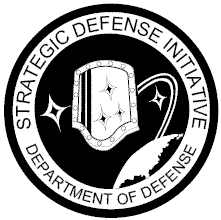 STRATEGIC DEFENSE INITIATIVE
DEPARTMENT OF DEFENSE